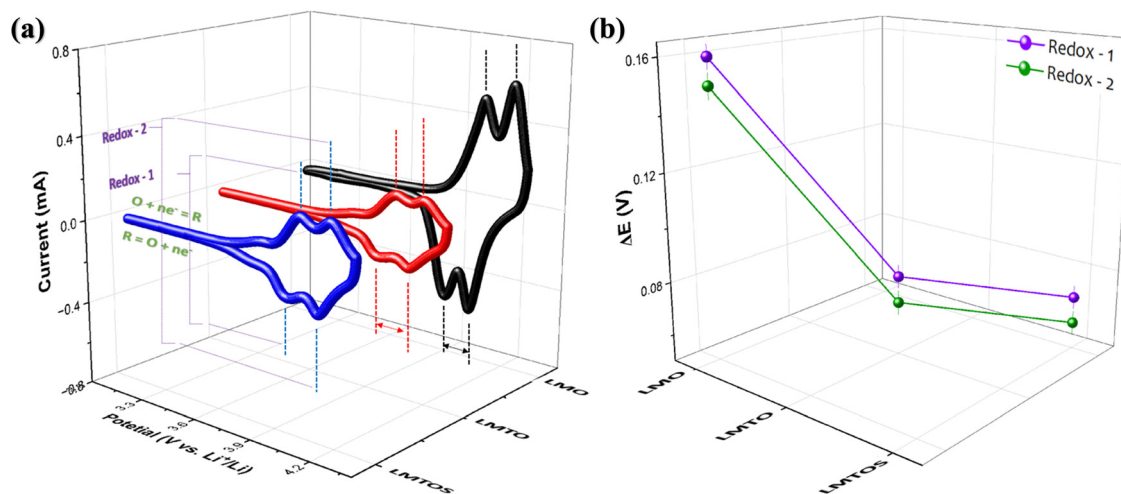 (a)
0.8
0.4
0.0
-0.4
Current (mA)
Redox - 2
Redox - 1
O + ne⁻ = R
R = O + ne⁻
3.3
3.6
3.9
4.2
Potetial (V vs. Li⁺/Li)
LMO
LMTO
LMTOS
(b)
Redox - 1
Redox - 2
0.16
0.12
0.08
ΔE (V)
LMO
LMTO
LMTOS